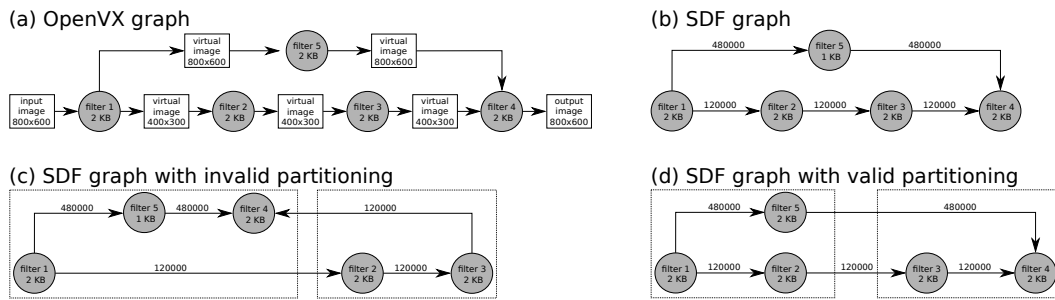 (a) OpenVX graph
virtual
image
800x600
filter 5
2 KB
virtual
image
800x600
input
image
800x600
filter 1
2 KB
virtual
image
400x300
filter 2
2 KB
virtual
image
400x300
filter 3
2 KB
virtual
image
400x300
filter 4
2 KB
output
image
800x600
(b) SDF graph
480000
filter 5
1 KB
480000
filter 1
2 KB
120000
filter 2
2 KB
120000
filter 3
2 KB
120000
filter 4
2 KB
(c) SDF graph with invalid partitioning
480000
filter 5
1 KB
480000
filter 4
2 KB
120000
filter 1
2 KB
120000
filter 2
2 KB
120000
filter 3
2 KB
(d) SDF graph with valid partitioning
480000
filter 5
2 KB
480000
filter 1
2 KB
120000
filter 2
2 KB
120000
filter 3
2 KB
120000
filter 4
2 KB